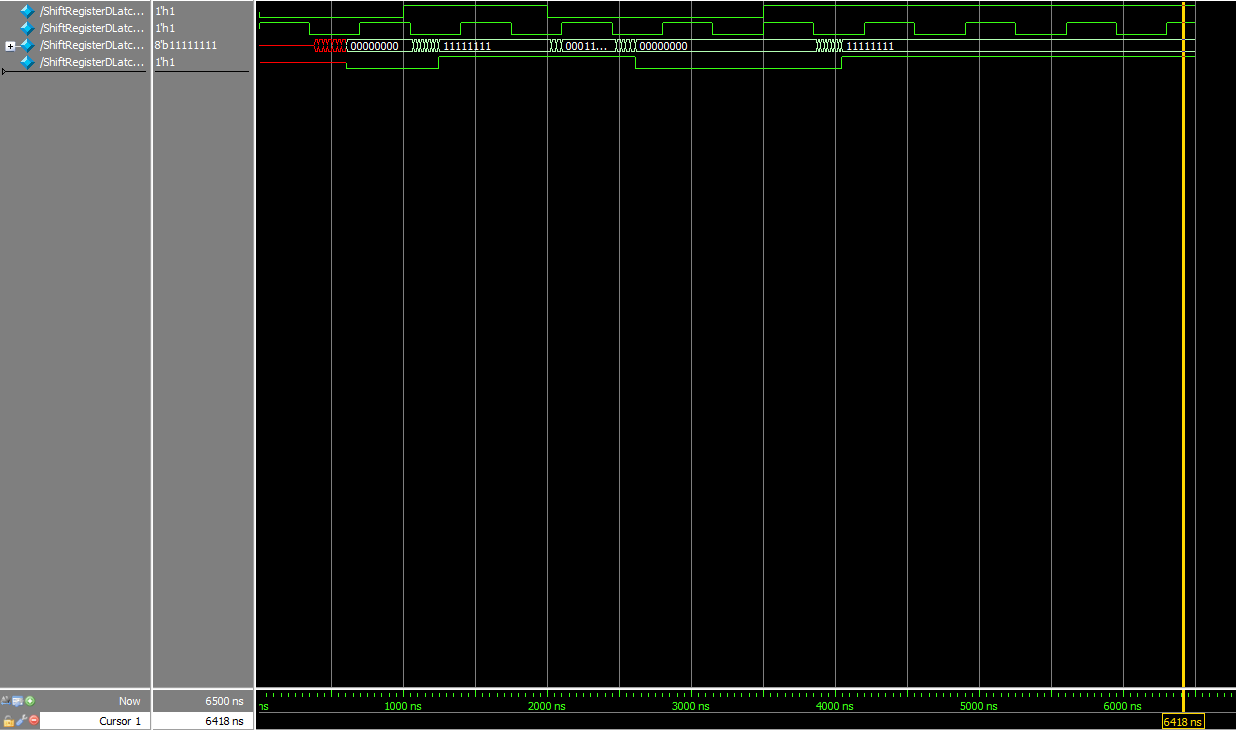 /ShiftRegisterDLatc... 1'h1
/ShiftRegisterDLatc... 1'h1
/ShiftRegisterDLatc... 8'b11111111 00000000 11111111 00011... 00000000 11111111
/ShiftRegisterDLatc... 1'h1
Now 6500 ns ns 1000 ns 2000 ns 3000 ns 4000 ns 5000 ns 6000 ns
Cursor 1 6418 ns 6418 ns